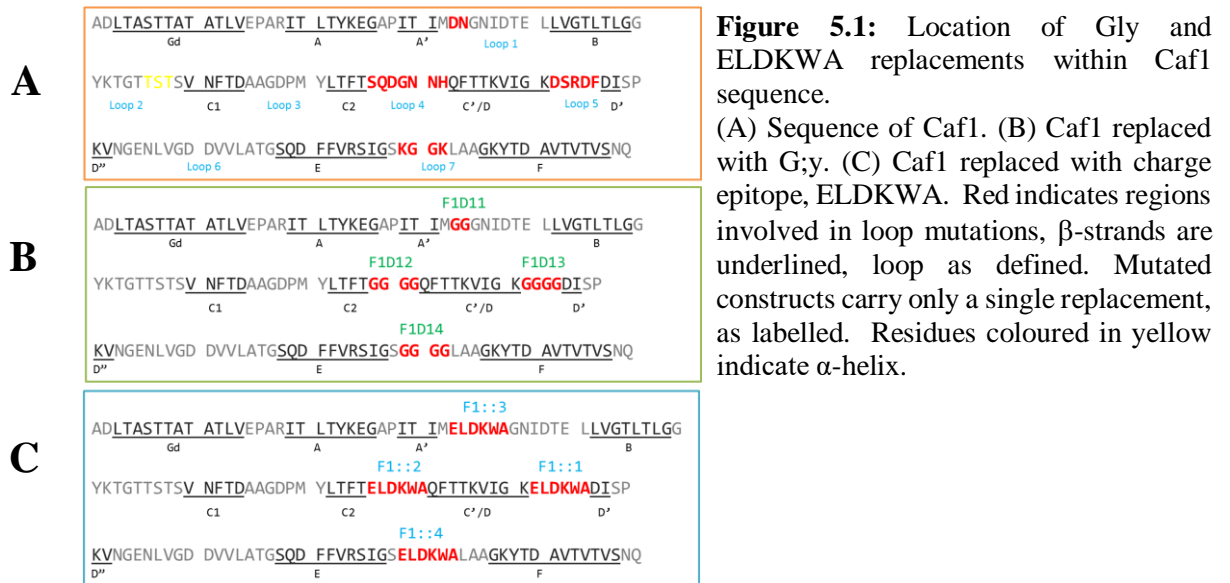 A
ADLTASTTAT ATLVEPARIT LTYKEGAPIT IMDNGNIDTE LLVGTLTLGG
Gd A A’ Loop 1 B
YKTGTTTSTSV NFTDAAGDPM YLTFTSQDGN NHQFTTKVIG KDSRDFDISP
Loop 2 C1 Loop 3 C2 Loop 4 C’/D Loop 5 D’
KVNGENLVGD DVVLATGSQD FFVRSIGSKG GKLAAGKYTD AVTVTVSNQ
D” Loop 6 E Loop 7 F
B
F1D11
ADLTASTTAT ATLVEPARIT LTYKEGAPIT IMGGGNIDTE LLVGTLTLGG
Gd A A’ B
F1D12 F1D13
YKTGTTSTSV NFTDAAGDPM YLTFTGG GGQFTTKVIG KGGGGDISP
C1 C2 C’/D D’
F1D14
KVNGENLVGD DVVLATGSQD FFVRSIGSGG GGLAAGKYTD AVTVTVSNQ
D” E F
C
F1::3
ADLTASTTAT ATLVEPARIT LTYKEGAPIT IMELDKWAGNIDTE LLVGTLTLGG
Gd A A’ B
F1::2 F1::1
YKTGTTSTSV NFTDAAGDPM YLTFTELDKWAQFTTKVIG KELDKWADISP
C1 C2 C’/D D’
F1::4
KVNGENLVGD DVVLATGSQD FFVRSIGSELDKWALAAGKYTD AVTVTVSNQ
D” E F
Figure 5.1: Location of Gly and
ELDKWA replacements within Caf1
sequence.
(A) Sequence of Caf1. (B) Caf1 replaced
with G;y. (C) Caf1 replaced with charge
epitope, ELDKWA. Red indicates regions
involved in loop mutations, β-strands are
underlined, loop as defined. Mutated
constructs carry only a single replacement,
as labelled. Residues coloured in yellow
indicate α-helix.